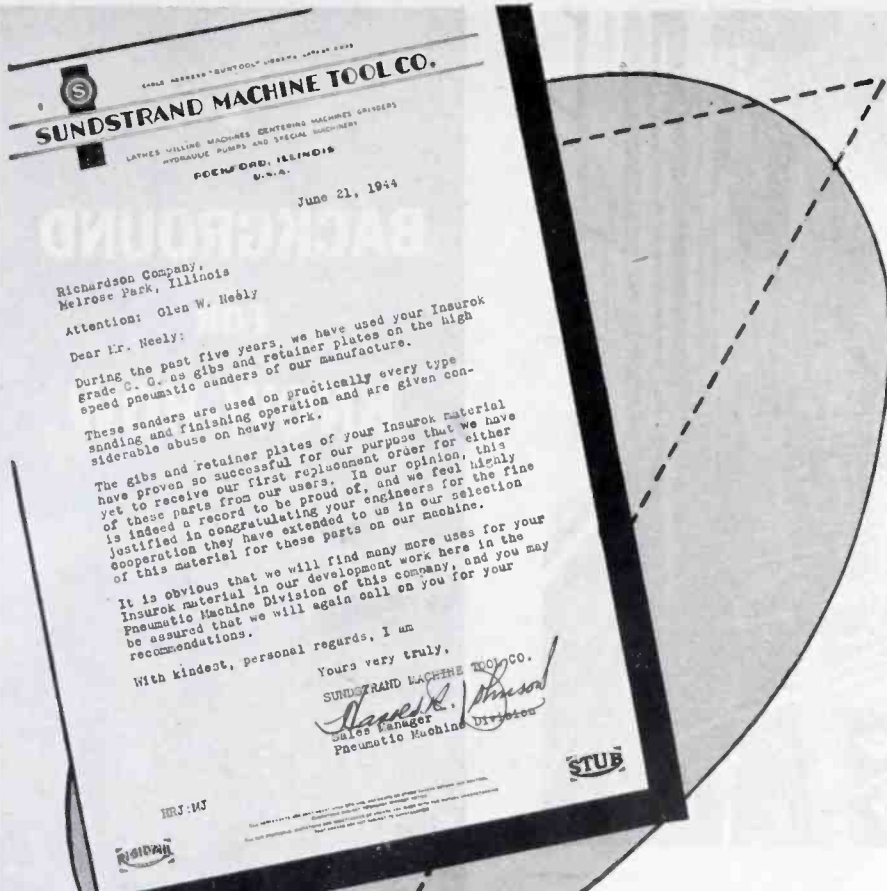 CABLE ADDRESS "SUNTOOL"
S
SUNDSTRAND MACHINE TOOL CO.
LATHES MILLING MACHINES CENTERING MACHINES GRINDERS
HYDRAULIC PUMPS AND SPECIAL MACHINERY
ROCKFORD, ILLINOIS
U.S.A.
June 21, 1944
Richardson Company,
Melrose Park, Illinois
Attention: Glen W. Neely
Dear Mr. Neely:
During the past five years, we have used your Insurok
grade C. G. as gibs and retainer plates on the high
speed pneumatic sanders of our manufacture.
These sanders are used on practically every type
snading and finishing operation and are given con-
siderable abuse on heavy work.
The gibs and retainer plates of your Insurok material
have proven so successful for our purpose that we have
yet to receive our first replacement order for either
of these parts from our users. In our opinion, this
is indeed a record to be proud of, and we feel highly
justified in congratulating your engineers for the fine
cooperation they have extended to us in our selection
of this material for these parts on our machine.
It is obvious that we will find many more uses for your
Insurok material in our development work here in the
Pneumatic Machine Division of this company, and you may
be assured that we will again call on you for your
recommendations.
With kindest, personal regards, I am
Yours very truly,
SUNDSTRAND MACHINE TOOL CO.
Harold R. Johnson
Sales Manager
Pneumatic Machine Division
STUB
HRJ:MJ
RIGIDMIL
BACKGROUND
FOR